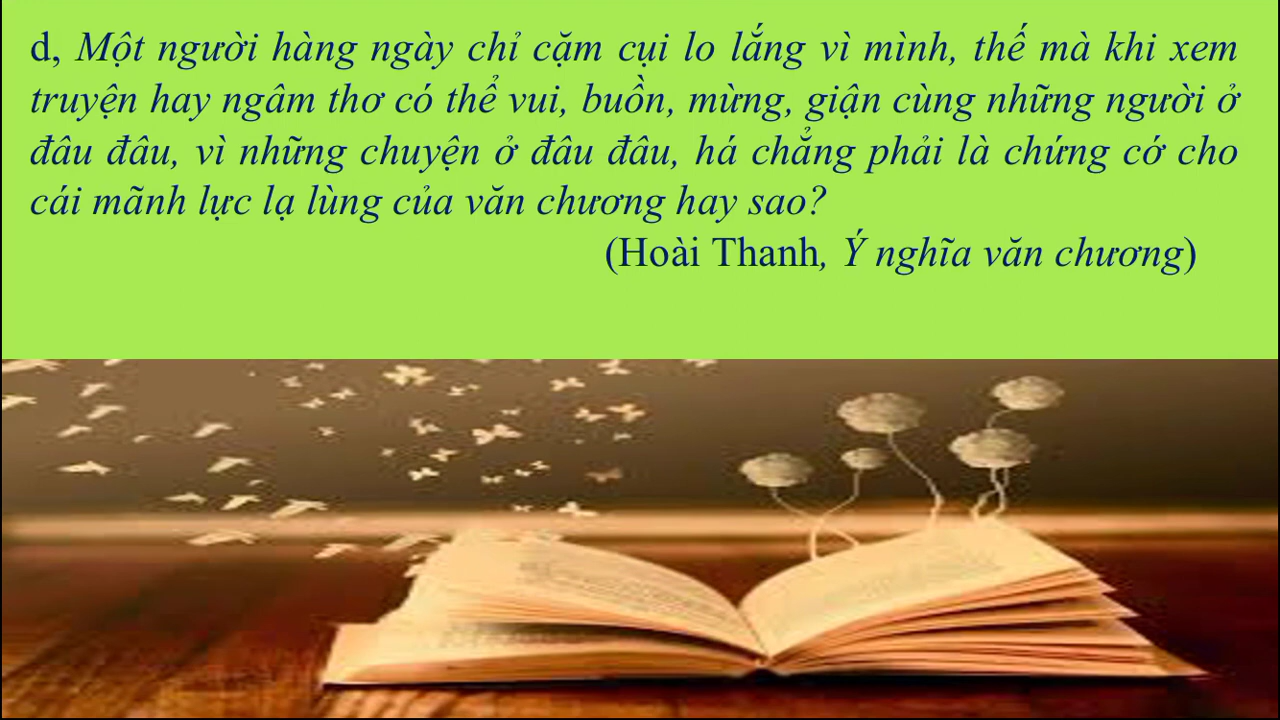 d, Một người hàng ngày chỉ cặm cụi lo lắng vì mình, thế mà khi xem
truyện hay ngâm thơ có thể vui, buồn, mừng, giận cùng những người ở
đâu đâu, vì những chuyện ở đâu đâu, há chẳng phải là chứng cớ cho
cái mãnh lực lạ lùng của văn chương hay sao?
(Hoài Thanh, Ý nghĩa văn chương)